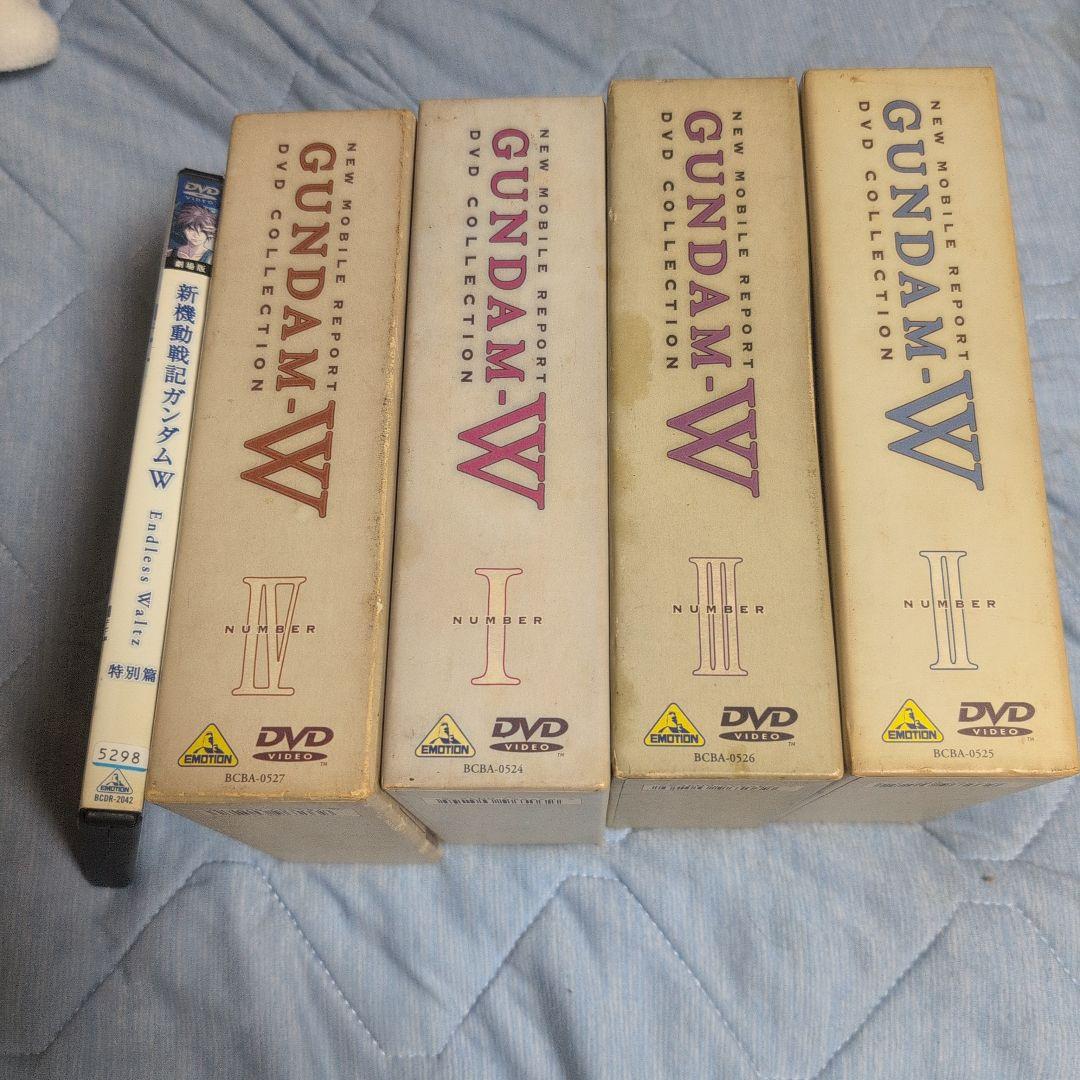 DVD
VIDEO
劇場版
新機動戦記ガンダムW
Endless Waltz
特別篇
5298
EMOTION
BCDR-2042
NEW MOBILE REPORT
GUNDAM-W
DVD COLLECTION
IV
NUMBER
EMOTION
DVD
VIDEO
BCBA-0527
NEW MOBILE REPORT
GUNDAM-W
DVD COLLECTION
I
NUMBER
EMOTION
DVD
VIDEO
TM
BCBA-0524
NEW MOBILE REPORT
GUNDAM-W
DVD COLLECTION
III
NUMBER
EMOTION
DVD
VIDEO
TM
BCBA-0526
NEW MOBILE REPORT
GUNDAM-W
DVD COLLECTION
II
NUMBER
EMOTION
DVD
VIDEO
TM
BCBA-0525